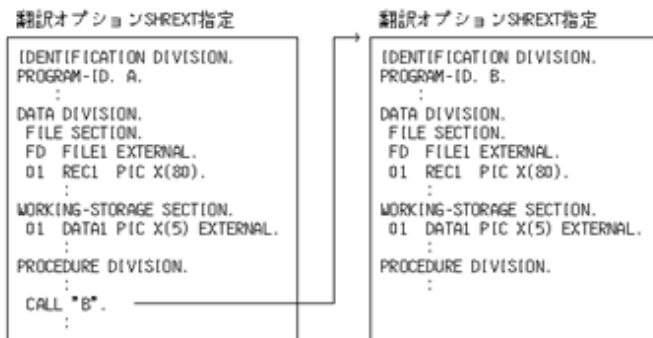 翻訳オプションSHREXT指定
IDENTIFICATION DIVISION.
PROGRAM-ID. A.
:
DATA DIVISION.
FILE SECTION.
FD FILE1 EXTERNAL.
01 REC1 PIC X(80).
:
WORKING-STORAGE SECTION.
01 DATA1 PIC X(5) EXTERNAL.
:
PROCEDURE DIVISION.
:
CALL "B".
:
翻訳オプションSHREXT指定
IDENTIFICATION DIVISION.
PROGRAM-ID. B.
:
DATA DIVISION.
FILE SECTION.
FD FILE1 EXTERNAL.
01 REC1 PIC X(80).
:
WORKING-STORAGE SECTION.
01 DATA1 PIC X(5) EXTERNAL.
:
PROCEDURE DIVISION.
: